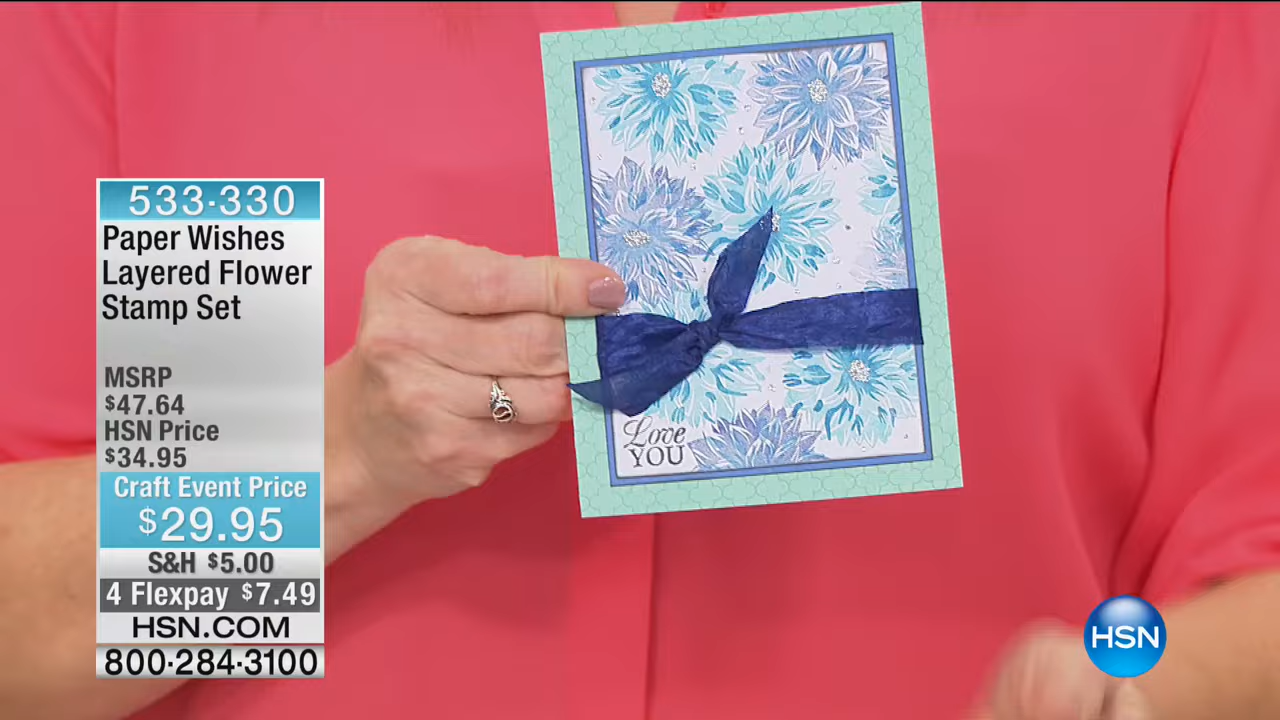 533-330
Paper Wishes
Layered Flower
Stamp Set
MSRP
$47.64
HSN Price
$34.95
Craft Event Price
$29.95
S&H $5.00
4 Flexpay $7.49
HSN.COM
800-284-3100
Love
YOU
HSN